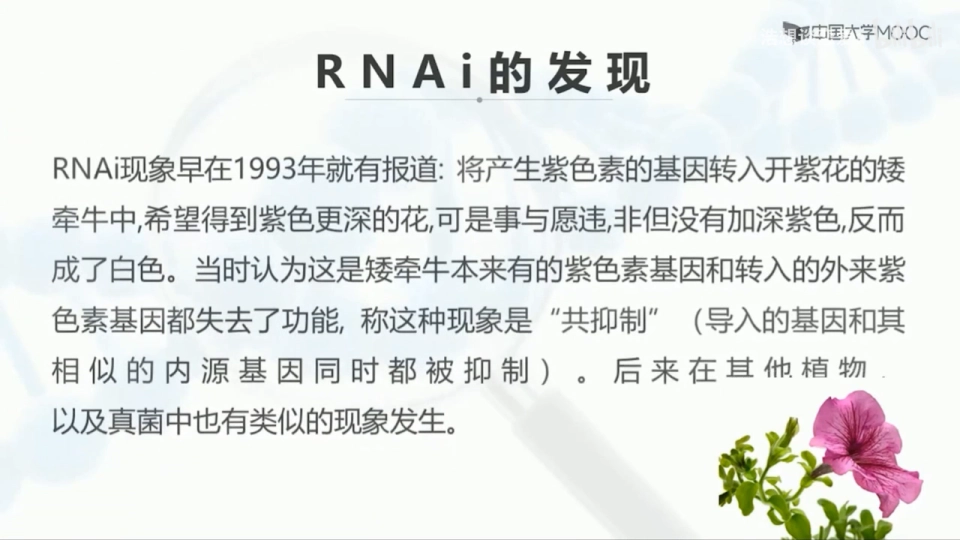 中国大学MOOC
RNAi的发现
RNAi现象早在1993年就有报道: 将产生紫色素的基因转入开紫花的矮
牵牛中,希望得到紫色更深的花,可是事与愿违,非但没有加深紫色,反而
成了白色。当时认为这是矮牵牛本来有的紫色素基因和转入的外来紫
色素基因都失去了功能, 称这种现象是“共抑制”（导入的基因和其
相似的内源基因同时都被抑制）。后来在其他植物
以及真菌中也有类似的现象发生。